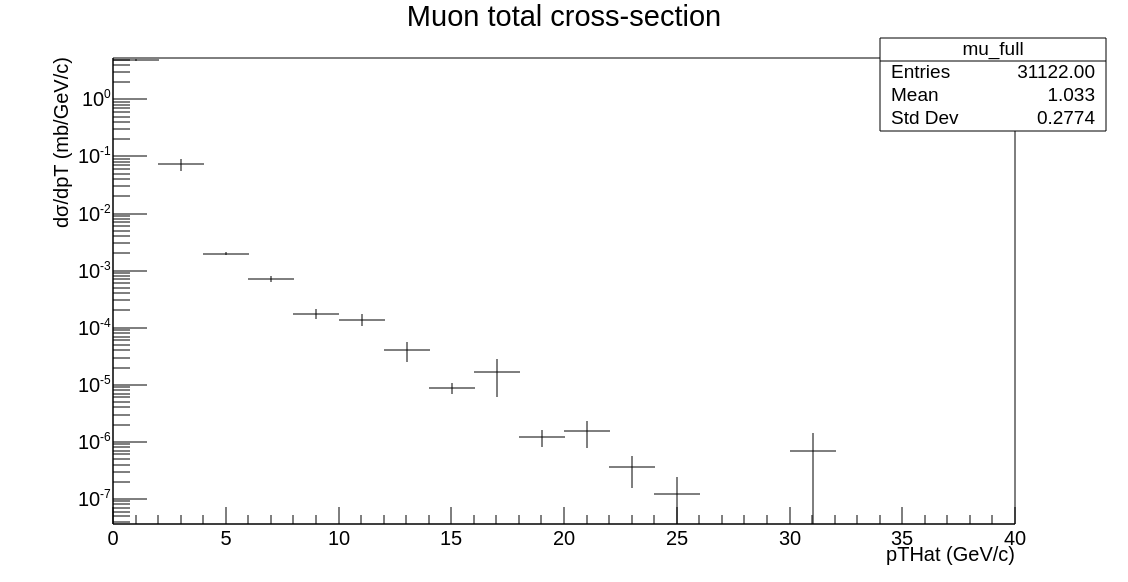 Muon total cross-section
mu_full
Entries 31122.00
Mean 1.033
Std Dev 0.2774
dσ/dpT (mb/GeV/c)
10^0
10^-1
10^-2
10^-3
10^-4
10^-5
10^-6
10^-7
0 5 10 15 20 25 30 35 40
pTHat (GeV/c)